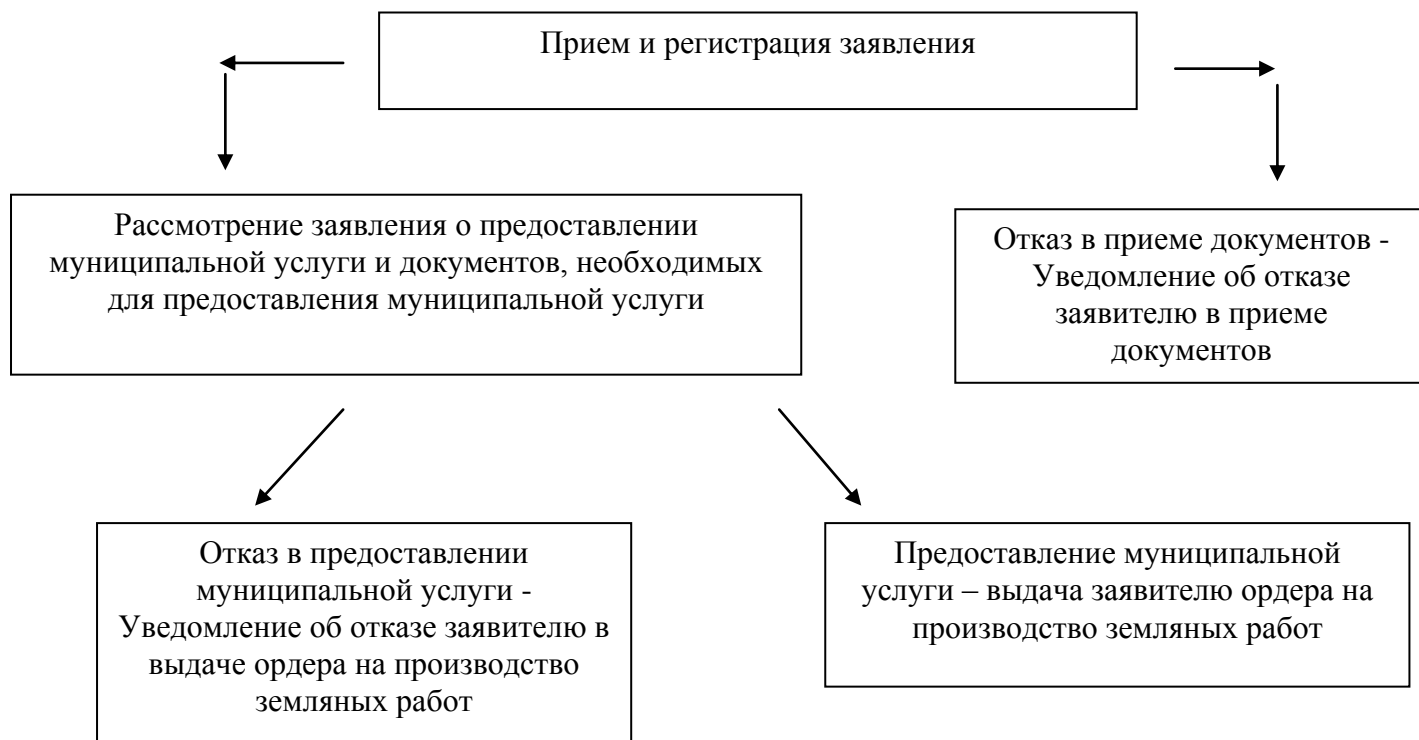 Прием и регистрация заявления
Рассмотрение заявления о предоставлении
муниципальной услуги и документов, необходимых
для предоставления муниципальной услуги
Отказ в приеме документов -
Уведомление об отказе
заявителю в приеме
документов
Отказ в предоставлении
муниципальной услуги -
Уведомление об отказе заявителю в
выдаче ордера на производство
земляных работ
Предоставление муниципальной
услуги – выдача заявителю ордера на
производство земляных работ